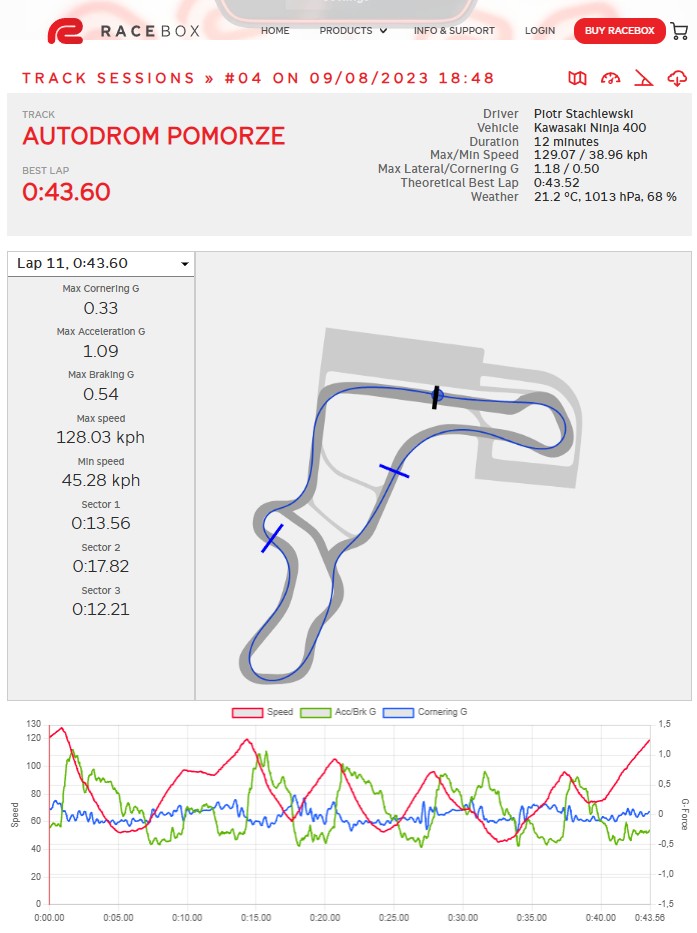 RACEBOX
HOME PRODUCTS INFO & SUPPORT LOGIN BUY RACEBOX
TRACK SESSIONS » #04 ON 09/08/2023 18:48
TRACK
AUTODROM POMORZE
BEST LAP
0:43.60
Driver Piotr Stachlewski
Vehicle Kawasaki Ninja 400
Duration 12 minutes
Max/Min Speed 129.07 / 38.96 kph
Max Lateral/Cornering G 1.18 / 0.50
Theoretical Best Lap 0:43.52
Weather 21.2 ºC, 1013 hPa, 68 %
Lap 11, 0:43.60
Max Cornering G
0.33
Max Acceleration G
1.09
Max Braking G
0.54
Max speed
128.03 kph
Min speed
45.28 kph
Sector 1
0:13.56
Sector 2
0:17.82
Sector 3
0:12.21
Speed Acc/Brk G Cornering G
130 1,5
120
100 1,0
80 0,5
60 0
40 -0,5
20 -1,0
0 -1,5
Speed
G Force
0:00.00 0:05.00 0:10.00 0:15.00 0:20.00 0:25.00 0:30.00 0:35.00 0:40.00 0:43.56